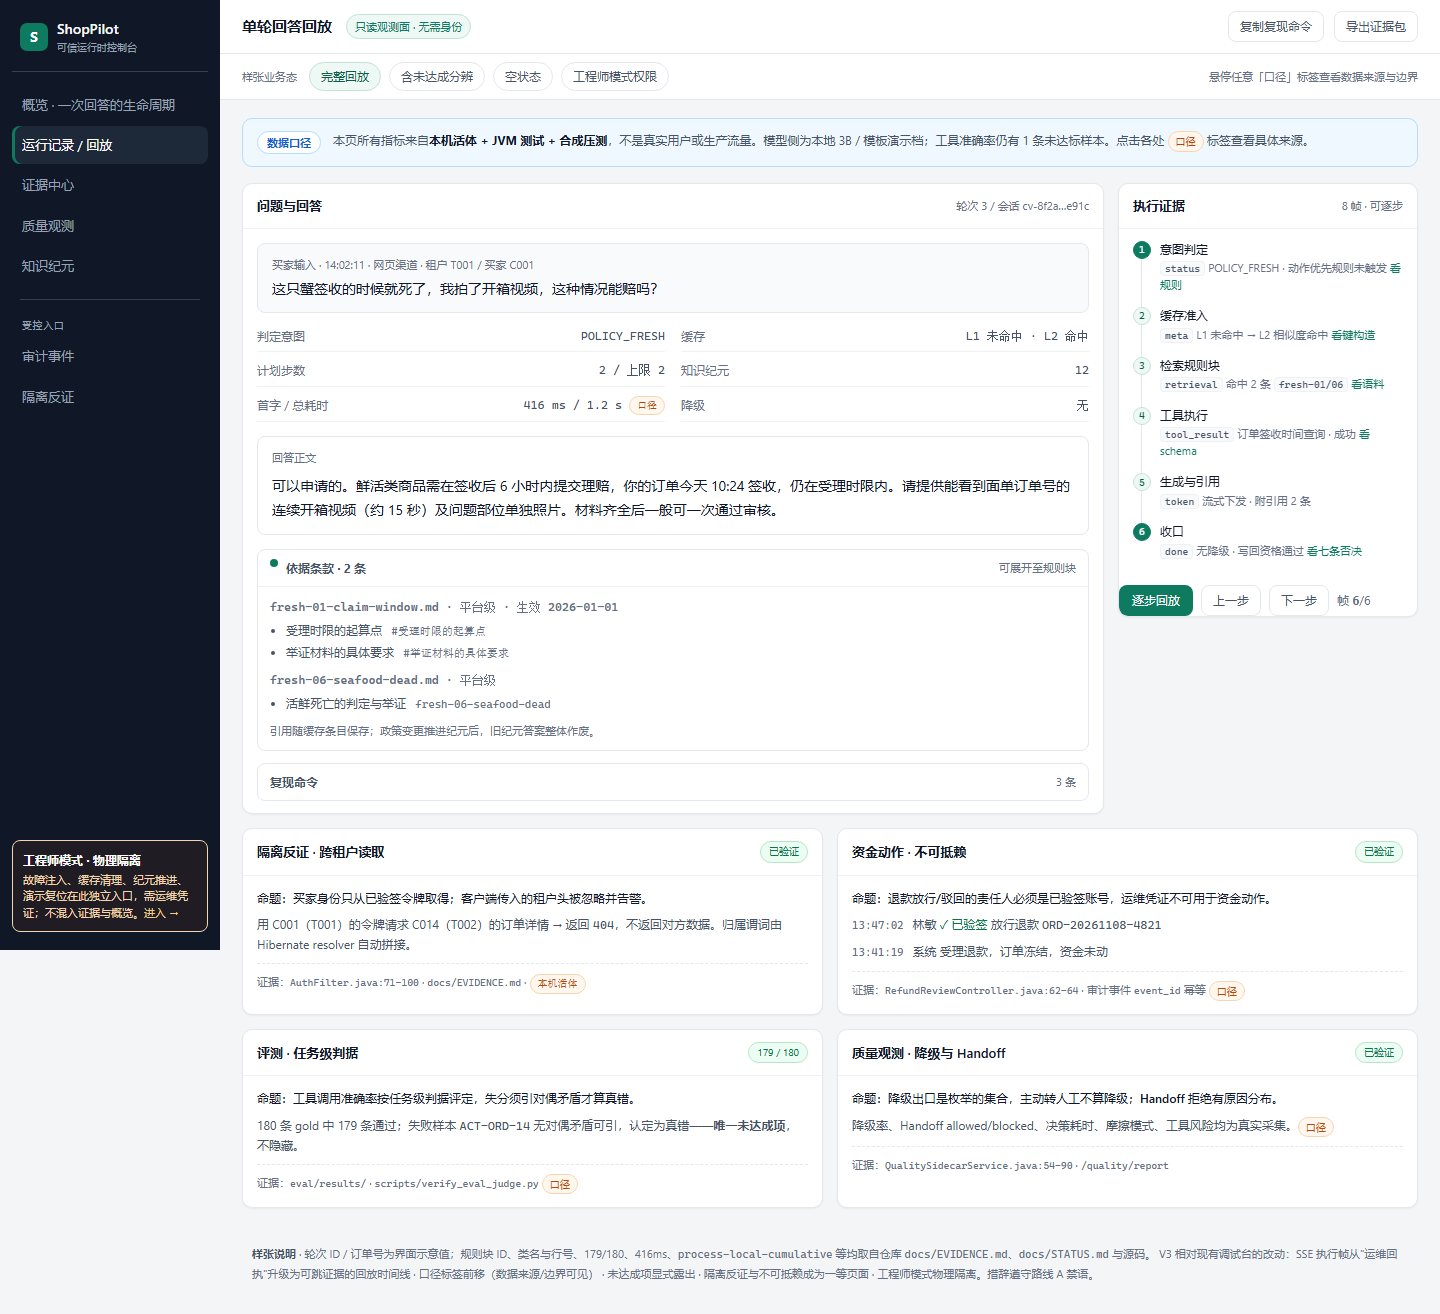 S
ShopPilot
可信运行时控制台
概览 · 一次回答的生命周期
运行记录 / 回放
证据中心
质量观测
知识纪元
受控入口
审计事件
隔离反证
工程师模式 · 物理隔离
故障注入、缓存清理、纪元推进、
演示复位在此独立入口，需运维凭
证；不混入证据与概览。进入 →
单轮回答回放
只读观测面 · 无需身份
复制复现命令
导出证据包
样张业务态
完整回放
含未达成分辨
空状态
工程师模式权限
悬停任意「口径」标签查看数据来源与边界
数据口径
本页所有指标来自本机活体 + JVM 测试 + 合成压测，不是真实用户或生产流量。模型侧为本地 3B / 模板演示档；工具准确率仍有 1 条未达标样本。点击各处 口径 标签查看具体来源。
问题与回答
轮次 3 / 会话 cv-8f2a…e91c
买家输入 · 14:02:11 · 网页渠道 · 租户 T001 / 买家 C001
这只蟹签收的时候就死了，我拍了开箱视频，这种情况能赔吗？
判定意图 POLICY_FRESH
缓存 L1 未命中 · L2 命中
计划步数 2 / 上限 2
知识纪元 12
首字 / 总耗时 416 ms / 1.2 s 口径
降级 无
回答正文
可以申请的。鲜活类商品需在签收后 6 小时内提交理赔，你的订单今天 10:24 签收，仍在受理时限内。请提供能看到面单订单号的
连续开箱视频（约 15 秒）及问题部位单独照片。材料齐全后一般可一次通过审核。
依据条款 · 2 条
可展开至规则块
fresh-01-claim-window.md · 平台级 · 生效 2026-01-01
• 受理时限的起算点 #受理时限的起算点
• 举证材料的具体要求 #举证材料的具体要求
fresh-06-seafood-dead.md · 平台级
• 活鲜死亡的判定与举证 fresh-06-seafood-dead
引用随缓存条目保存；政策变更推进纪元后，旧纪元答案整体作废。
复现命令
3 条
执行证据
8 帧 · 可逐步
1 意图判定
status POLICY_FRESH · 动作优先规则未触发 看
规则
2 缓存准入
meta L1 未命中 → L2 相似度命中 看键构造
3 检索规则块
retrieval 命中 2 条 fresh-01/06 看语料
4 工具执行
tool_result 订单签收时间查询 · 成功 看
schema
5 生成与引用
token 流式下发 · 附引用 2 条
6 收口
done 无降级 · 写回资格通过 看七条否决
逐步回放
上一步
下一步
帧 6/6
隔离反证 · 跨租户读取
已验证
命题：买家身份只从已验签令牌取得；客户端传入的租户头被忽略并告警。
用 C001（T001）的令牌请求 C014（T002）的订单详情 → 返回 404，不返回对方数据。归属谓词由
Hibernate resolver 自动拼接。
证据：AuthFilter.java:71-100 · docs/EVIDENCE.md · 本机活体
资金动作 · 不可抵赖
已验证
命题：退款放行/驳回的责任人必须是已验签账号，运维凭证不可用于资金动作。
13:47:02 林敏 ✓ 已验签 放行退款 ORD-20261108-4821
13:41:19 系统 受理退款，订单冻结，资金未动
证据：RefundReviewController.java:62-64 · 审计事件 event_id 幂等 口径
评测 · 任务级判据
179 / 180
命题：工具调用准确率按任务级判据评定，失分须引对偶矛盾才算真错。
180 条 gold 中 179 条通过；失败样本 ACT-ORD-14 无对偶矛盾可引，认定为真错——唯一未达成项，
不隐藏。
证据：eval/results/ · scripts/verify_eval_judge.py 口径
质量观测 · 降级与 Handoff
已验证
命题：降级出口是枚举的集合，主动转人工不算降级；Handoff 拒绝有原因分布。
降级率、Handoff allowed/blocked、决策耗时、摩擦模式、工具风险均为真实采集。 口径
证据：QualitySidecarService.java:54-90 · /quality/report
样张说明 · 轮次 ID / 订单号为界面示意值；规则块 ID、类名与行号、179/180、416ms、process-local-cumulative 等均取自仓库 docs/EVIDENCE.md、docs/STATUS.md 与源码。 V3 相对现有调试台的改动：SSE 执行帧从“运维回
执”升级为可跳证据的回放时间线 · 口径标签前移（数据来源/边界可见） · 未达成项显式露出 · 隔离反证与不可抵赖成为一等页面 · 工程师模式物理隔离。措辞遵守路线 A 禁语。